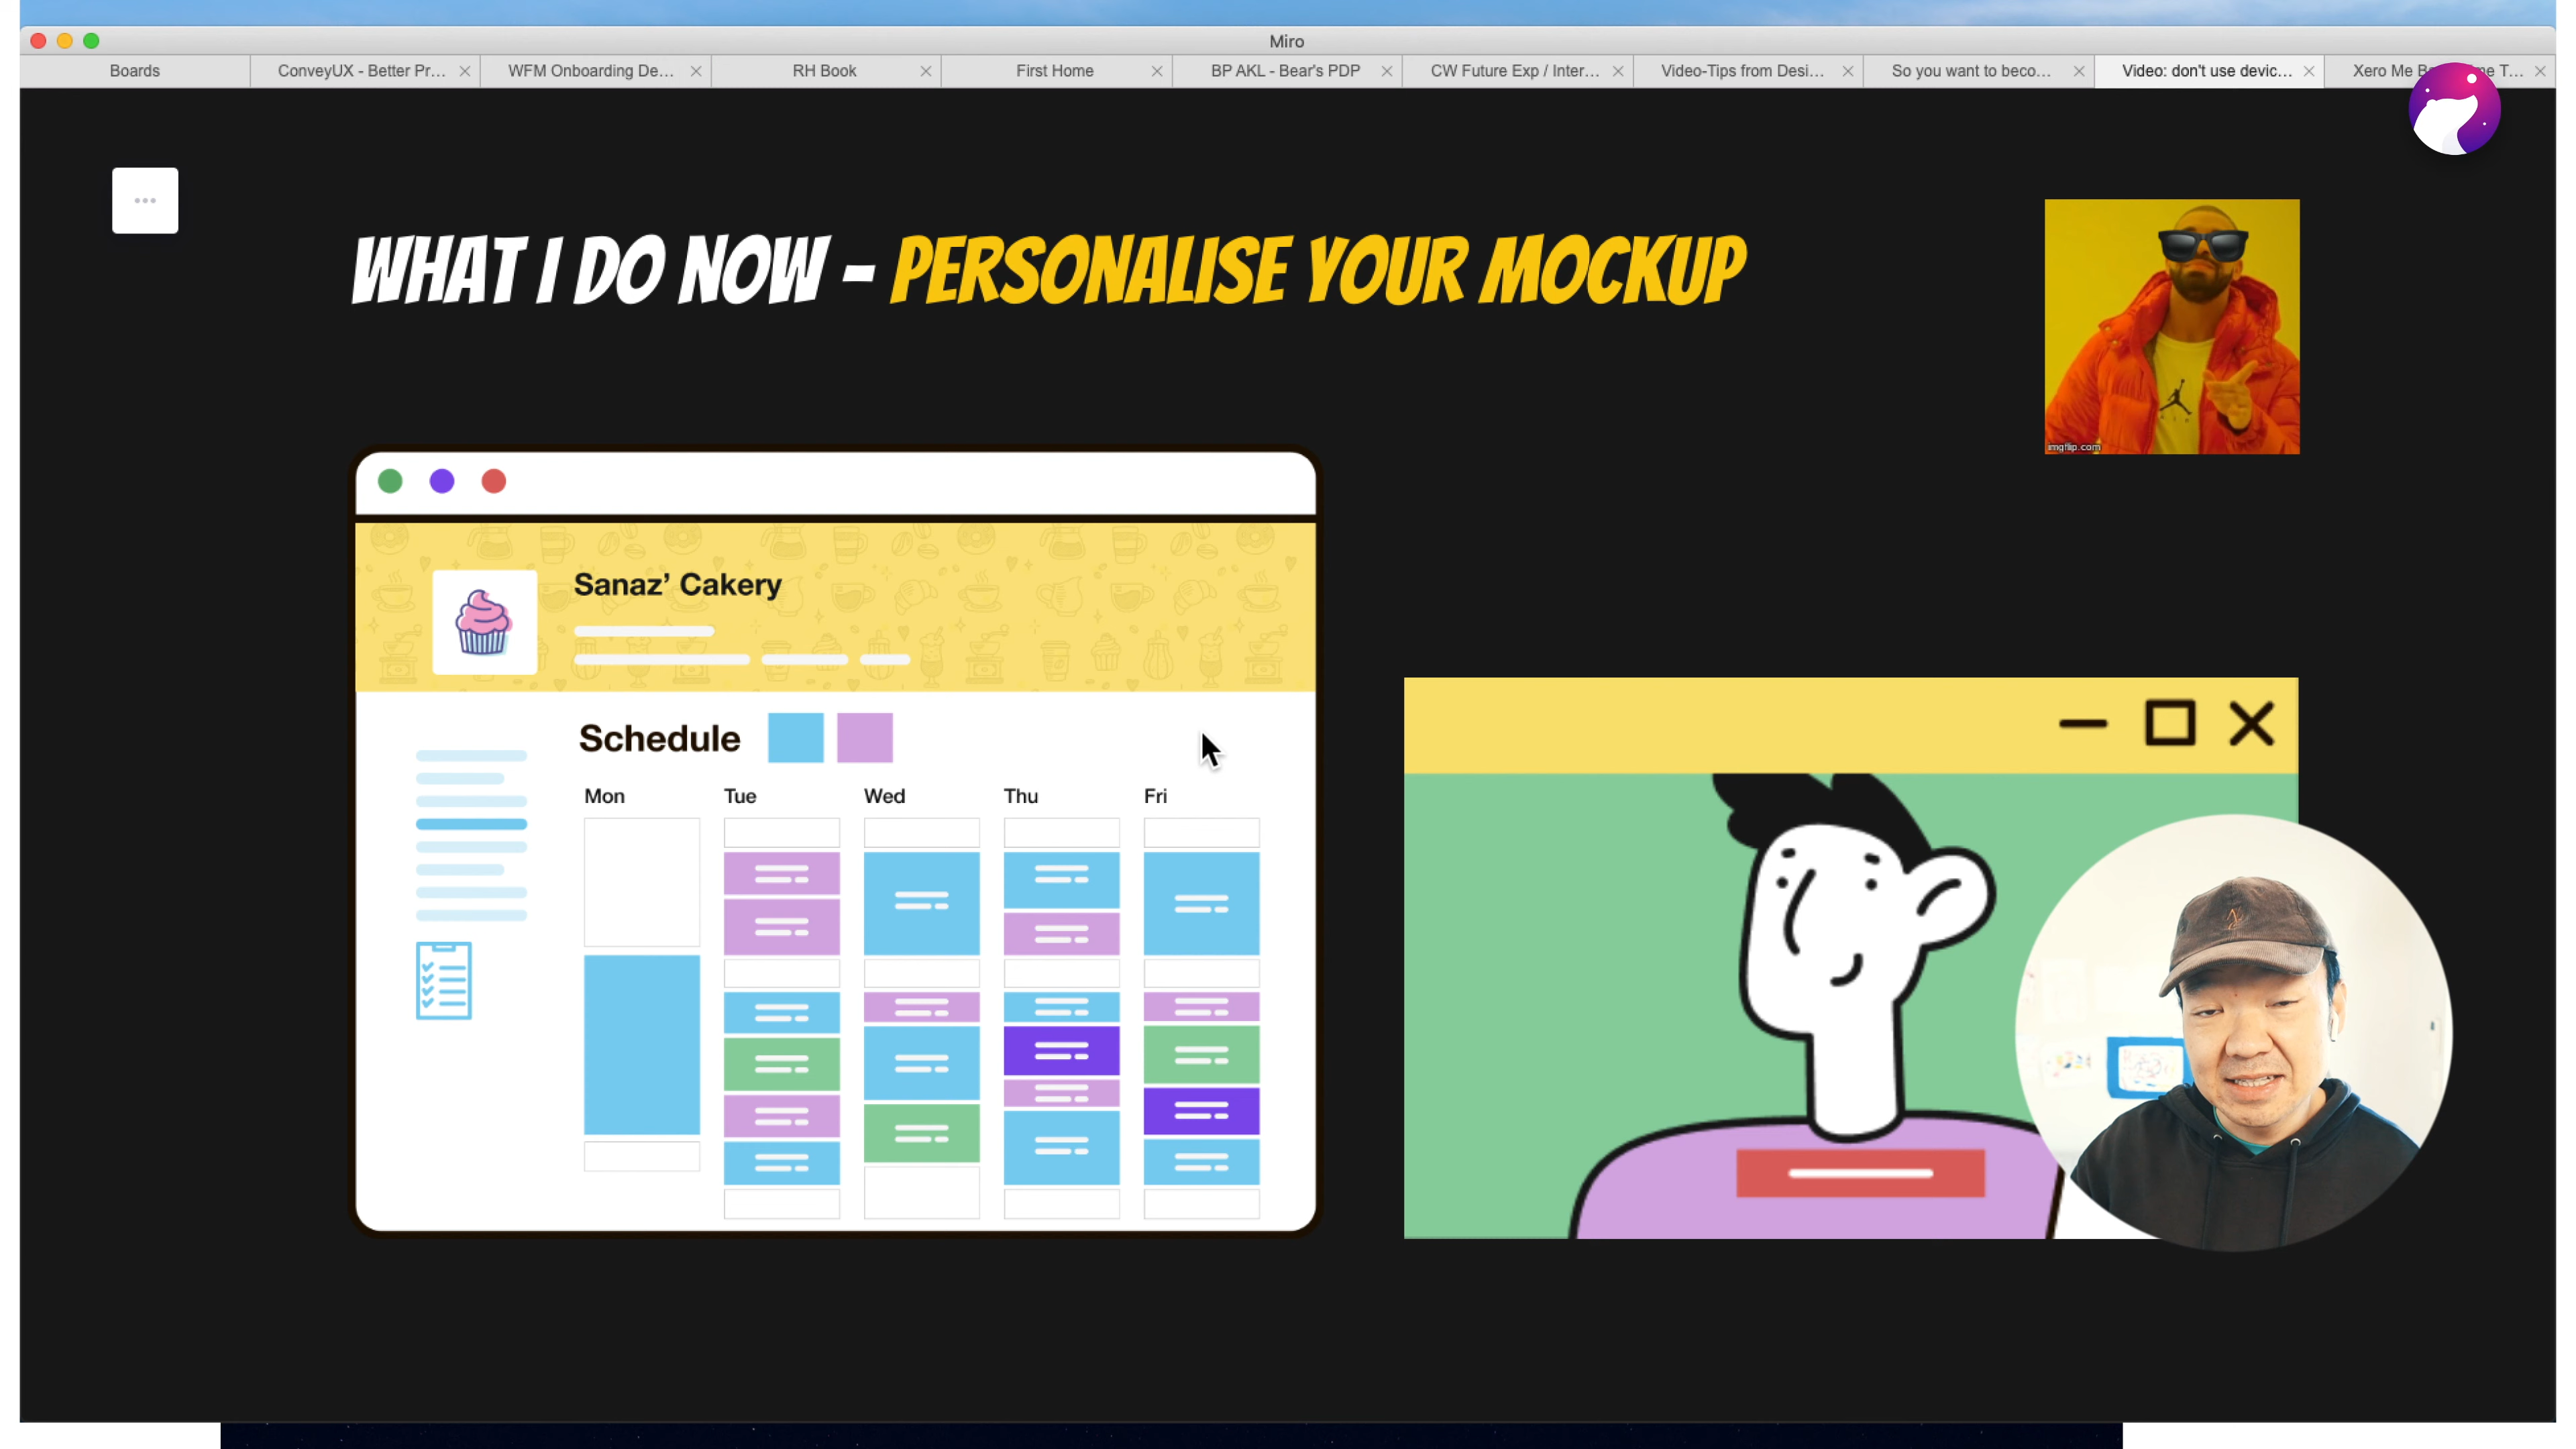 Miro
Boards
ConveyUX - Better Pr...
WFM Onboarding De...
RH Book
First Home
BP AKL - Bear's PDP
CW Future Exp / Inter...
Video-Tips from Desi...
So you want to beco...
Video: don't use devic...
Xero Me B
ne T...
WHAT I DO NOW - PERSONALISE YOUR MOCKUP
imgflip.com
Sanaz’ Cakery
Schedule
Mon Tue Wed Thu Fri